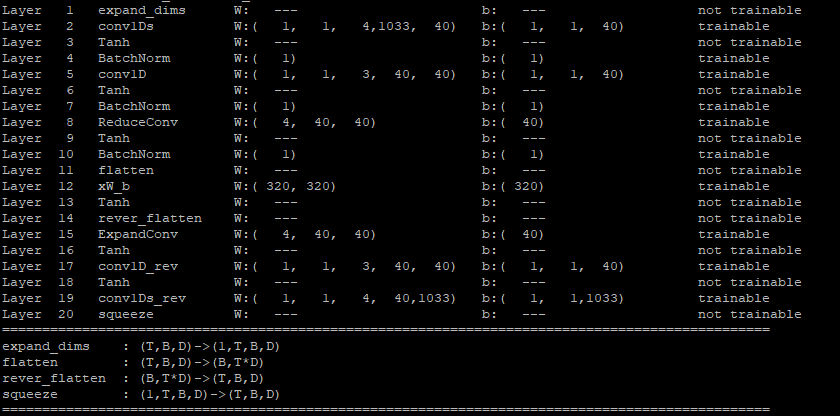 Layer 1 expand_dims W: --- b: --- not trainable
Layer 2 conv1Ds W:( 1, 1, 4,1033, 40) b:( 1, 1, 40) trainable
Layer 3 Tanh W: --- b: --- not trainable
Layer 4 BatchNorm W:( 1) b:( 1) trainable
Layer 5 conv1D W:( 1, 1, 3, 40, 40) b:( 1, 1, 40) trainable
Layer 6 Tanh W: --- b: --- not trainable
Layer 7 BatchNorm W:( 1) b:( 1) trainable
Layer 8 ReduceConv W:( 4, 40, 40) b:( 40) trainable
Layer 9 Tanh W: --- b: --- not trainable
Layer 10 BatchNorm W:( 1) b:( 1) trainable
Layer 11 flatten W: --- b: --- not trainable
Layer 12 xW_b W:( 320, 320) b:( 320) trainable
Layer 13 Tanh W: --- b: --- not trainable
Layer 14 rever_flatten W: --- b: --- not trainable
Layer 15 ExpandConv W:( 4, 40, 40) b:( 40) trainable
Layer 16 Tanh W: --- b: --- not trainable
Layer 17 conv1D_rev W:( 1, 1, 3, 40, 40) b:( 1, 1, 40) trainable
Layer 18 Tanh W: --- b: --- not trainable
Layer 19 conv1Ds_rev W:( 1, 1, 4, 40,1033) b:( 1, 1,1033) trainable
Layer 20 squeeze W: --- b: --- not trainable
================================================================================================
expand_dims : (T,B,D)->(1,T,B,D)
flatten : (T,B,D)->(B,T*D)
rever_flatten : (B,T*D)->(T,B,D)
squeeze : (1,T,B,D)->(T,B,D)
================================================================================================